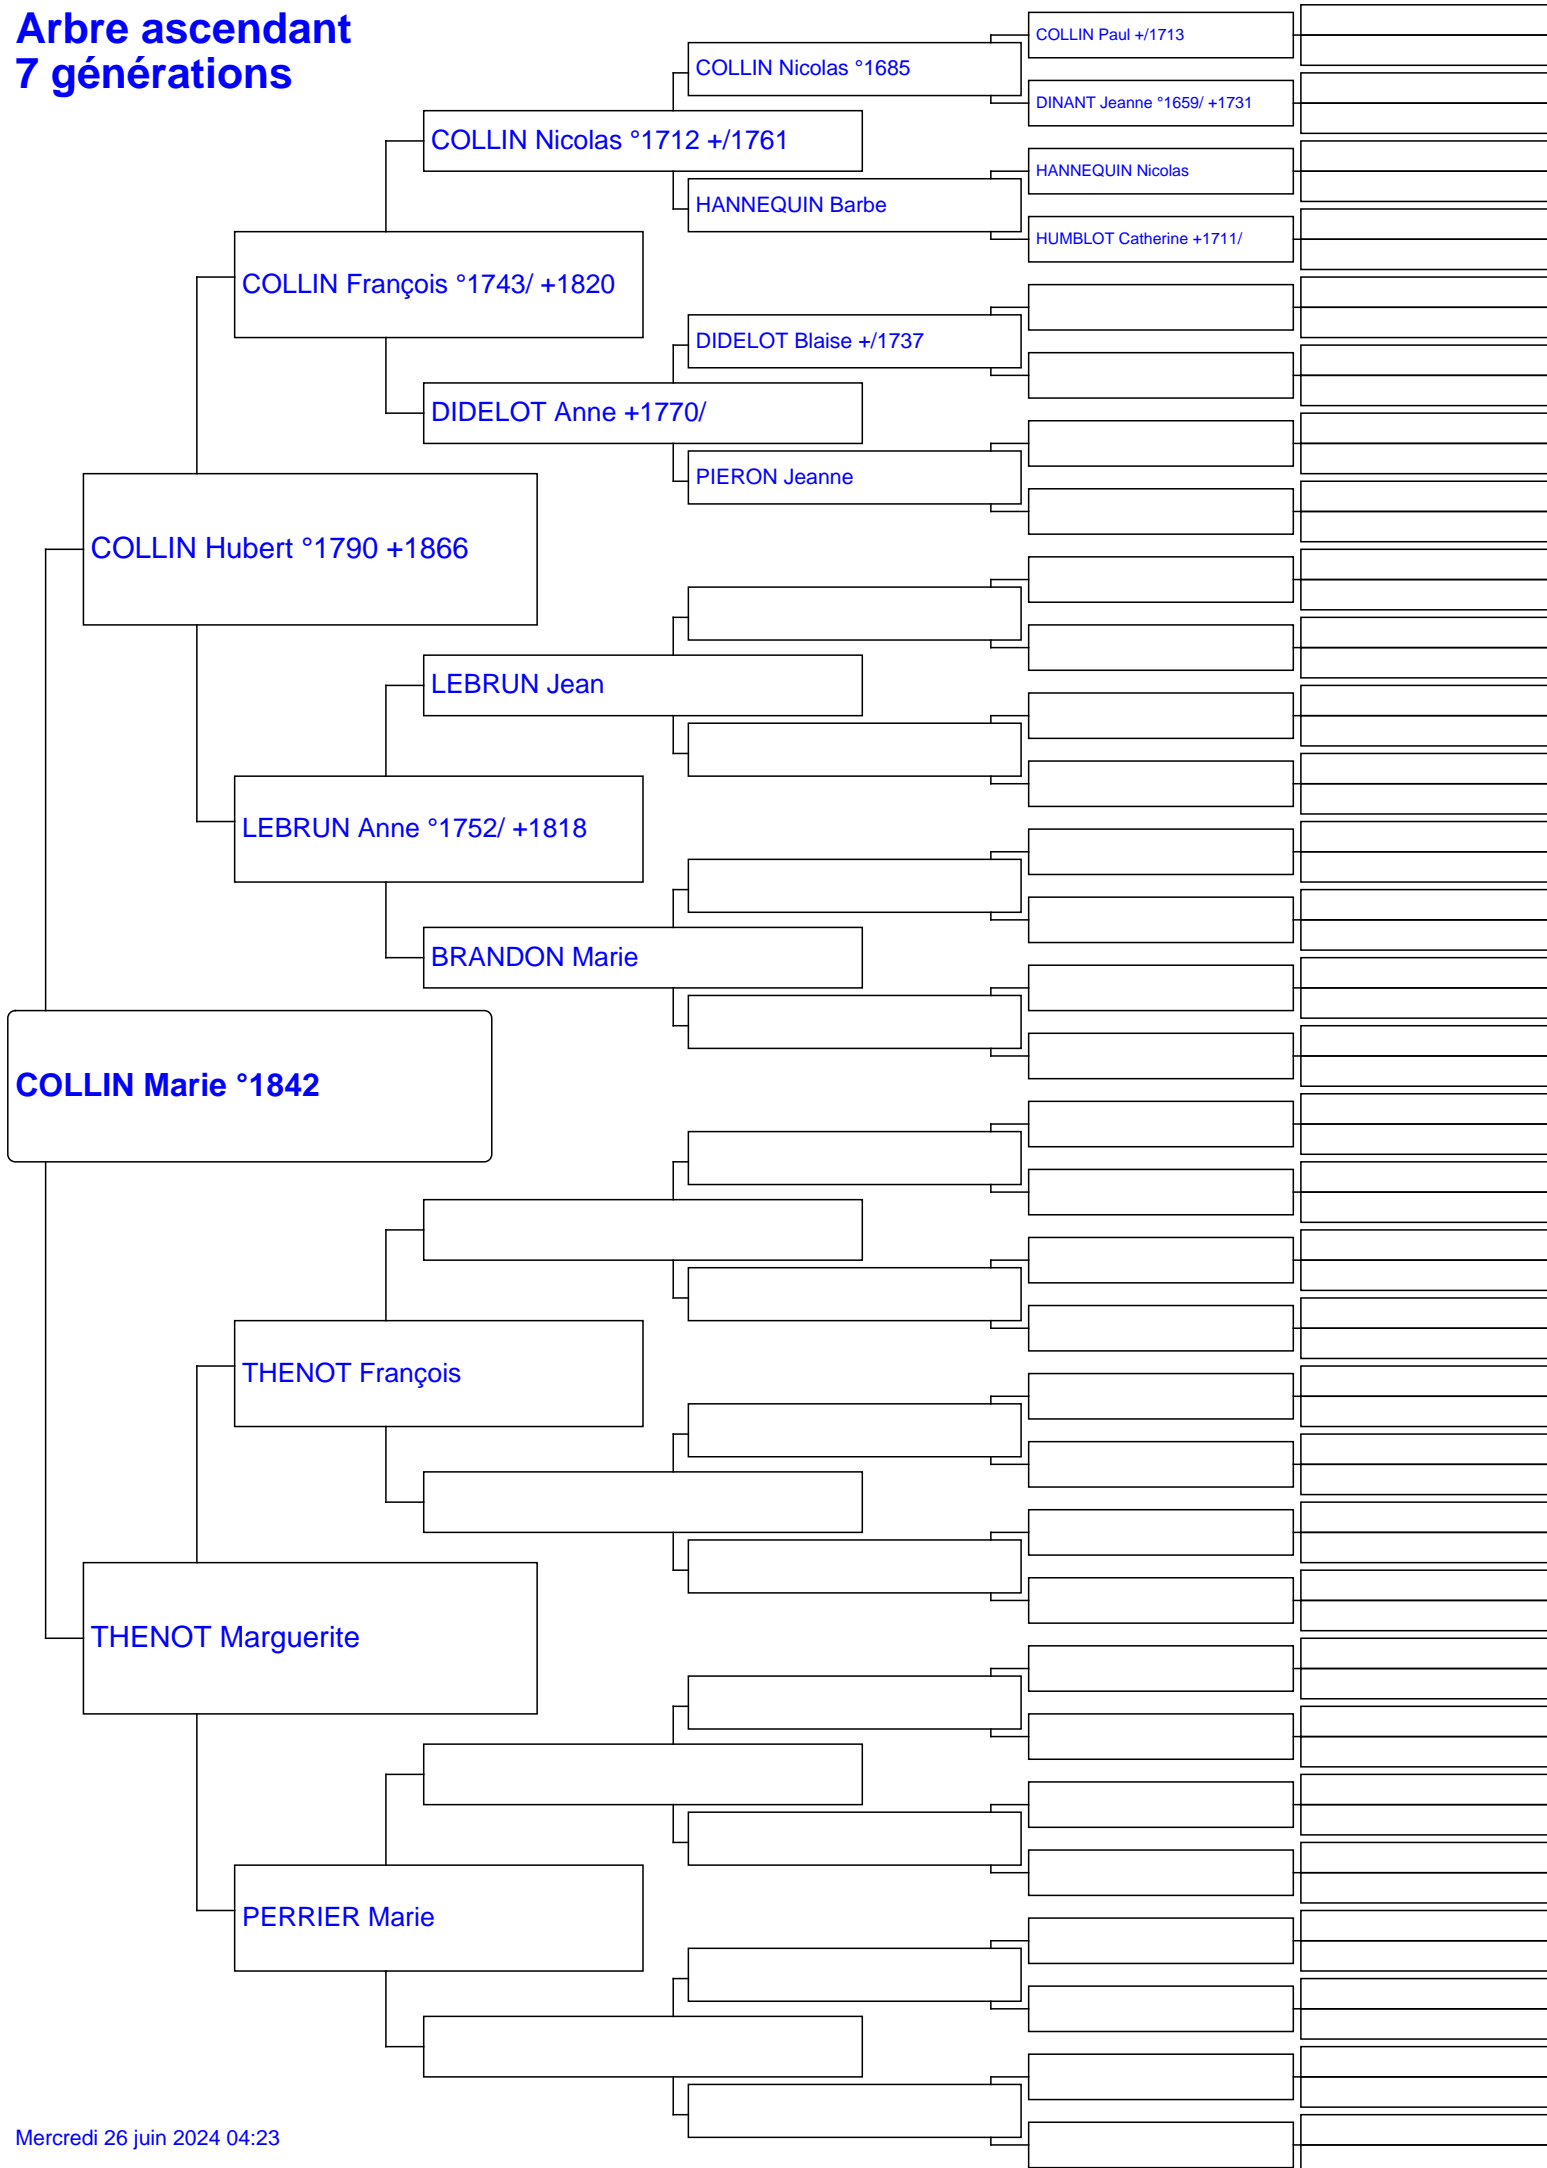 Arbre ascendant
7 générations
COLLIN Paul +/1713
COLLIN Nicolas °1685
DINANT Jeanne °1659/ +1731
COLLIN Nicolas °1712 +/1761
HANNEQUIN Nicolas
HANNEQUIN Barbe
HUMBLOT Catherine +1711/
COLLIN François °1743/ +1820
DIDELOT Blaise +/1737
DIDELOT Anne +1770/
PIERON Jeanne
COLLIN Hubert °1790 +1866
LEBRUN Jean
LEBRUN Anne °1752/ +1818
BRANDON Marie
COLLIN Marie °1842
THENOT François
THENOT Marguerite
PERRIER Marie
Mercredi 26 juin 2024 04:23